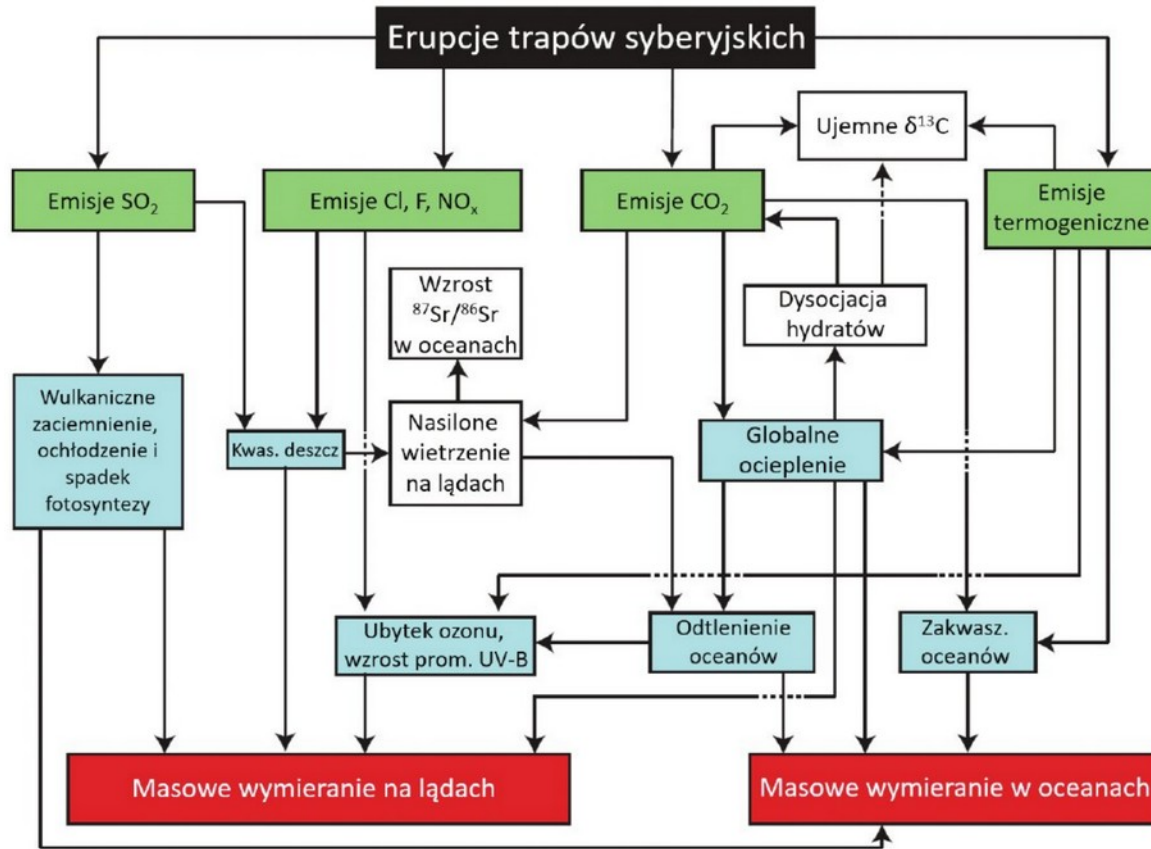 Erupcje trapów syberyjskich
Ujemne δ¹³C
Emisje SO₂
Emisje Cl, F, NOₓ
Emisje CO₂
Emisje
termogeniczne
Wzrost
⁸⁷Sr/⁸⁶Sr
w oceanach
Dysocjacja
hydratów
Wulkaniczne
zaciemnienie,
ochłodzenie i
spadek
fotosyntezy
Kwas. deszcz
Nasilone
wietrzenie
na lądach
Globalne
ocieplenie
Ubytek ozonu,
wzrost prom. UV-B
Odtlenienie
oceanów
Zakwasz.
oceanów
Masowe wymieranie na lądach
Masowe wymieranie w oceanach